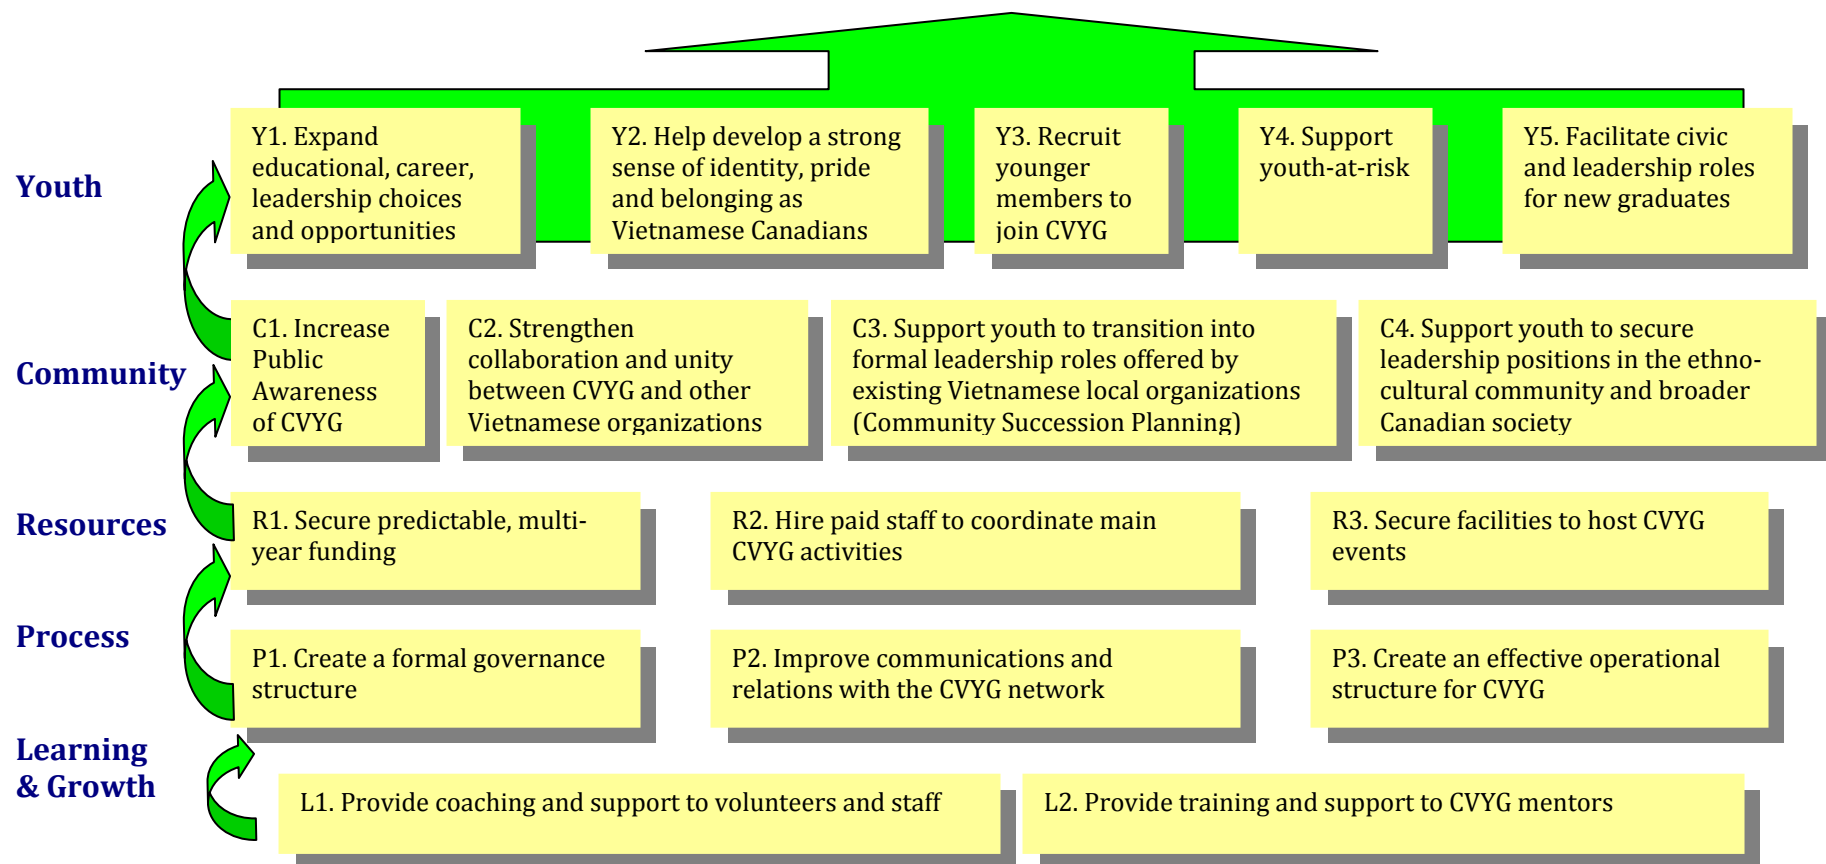 Youth
Y1. Expand
educational, career,
leadership choices
and opportunities
Y2. Help develop a strong
sense of identity, pride
and belonging as
Vietnamese Canadians
Y3. Recruit
younger
members to
join CVYG
Y4. Support
youth-at-risk
Y5. Facilitate civic
and leadership roles
for new graduates
Community
C1. Increase
Public
Awareness
of CVYG
C2. Strengthen
collaboration and unity
between CVYG and other
Vietnamese organizations
C3. Support youth to transition into
formal leadership roles offered by
existing Vietnamese local organizations
(Community Succession Planning)
C4. Support youth to secure
leadership positions in the ethno-
cultural community and broader
Canadian society
Resources
R1. Secure predictable, multi-
year funding
R2. Hire paid staff to coordinate main
CVYG activities
R3. Secure facilities to host CVYG
events
Process
P1. Create a formal governance
structure
P2. Improve communications and
relations with the CVYG network
P3. Create an effective operational
structure for CVYG
Learning
& Growth
L1. Provide coaching and support to volunteers and staff
L2. Provide training and support to CVYG mentors